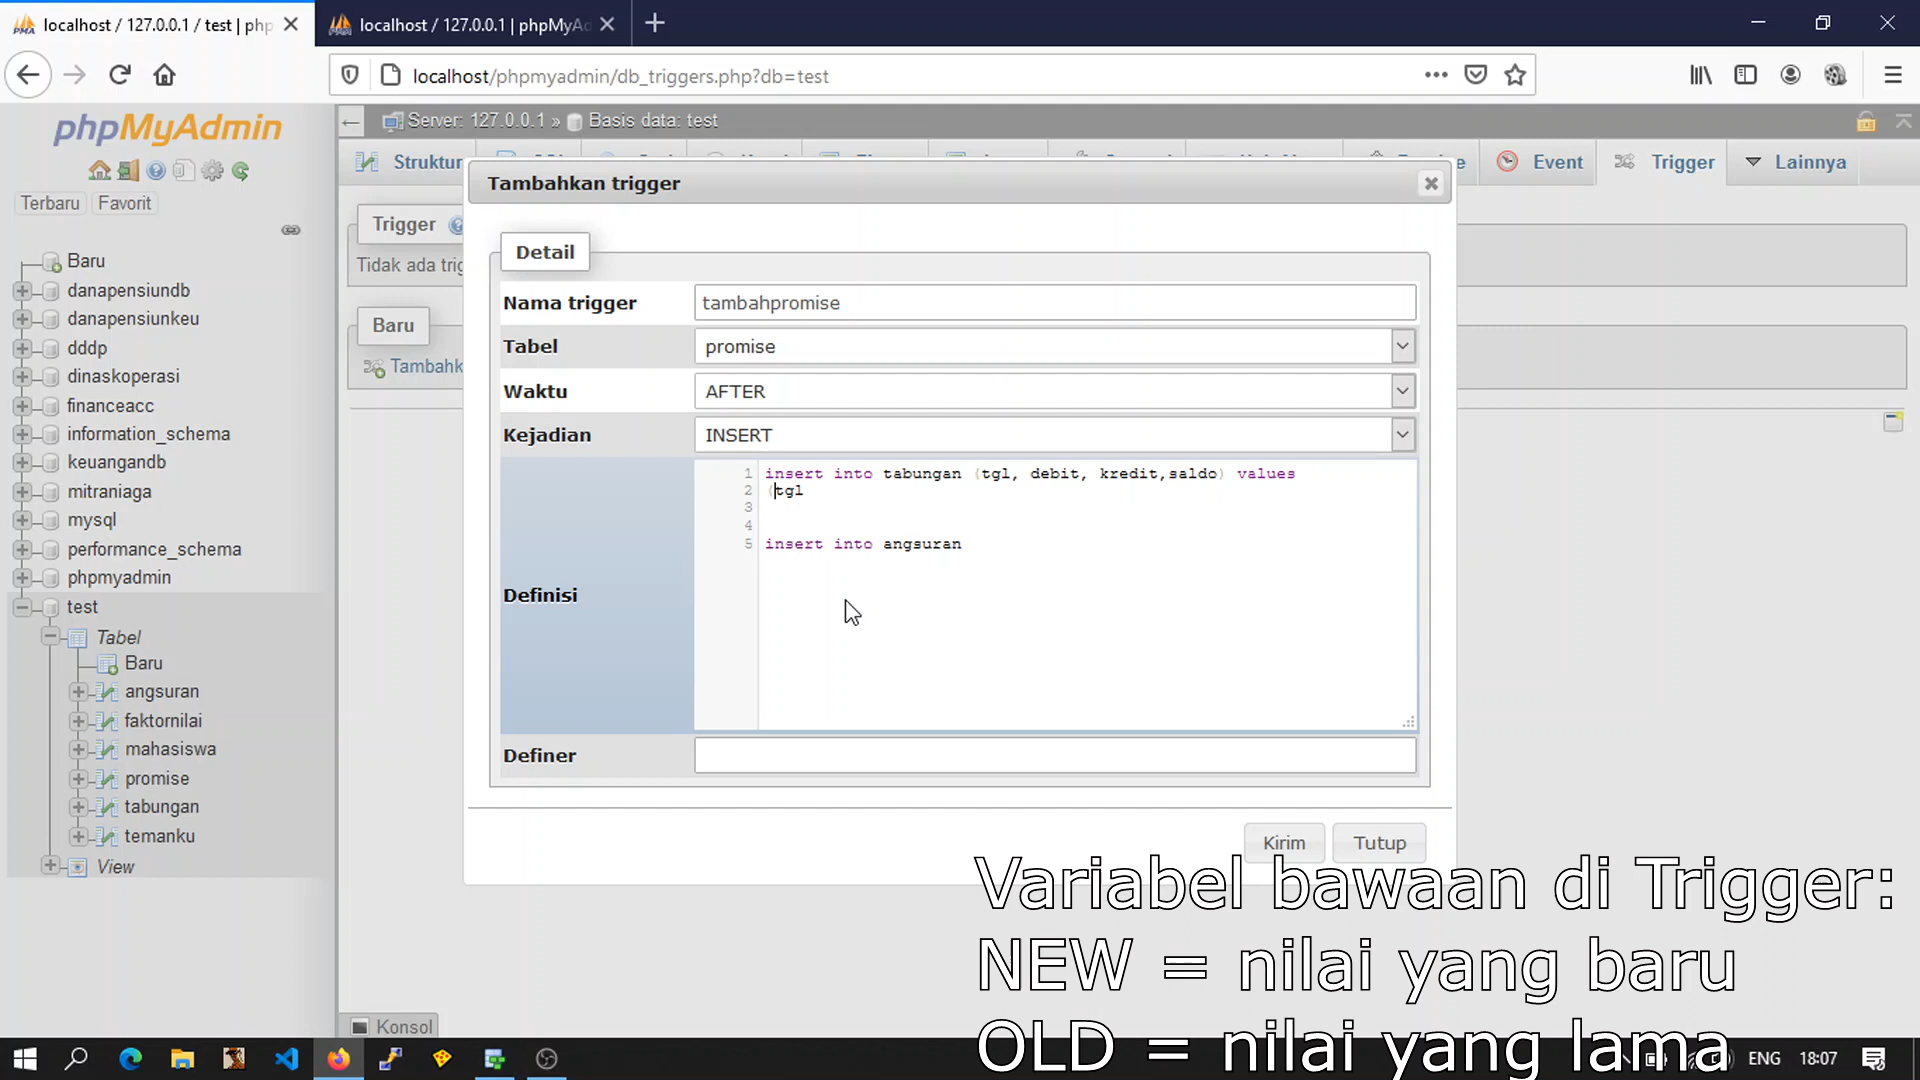 localhost / 127.0.0.1 / test | php
localhost / 127.0.0.1 | phpMyAd
localhost/phpmyadmin/db_triggers.php?db=test
phpMyAdmin
Terbaru
Favorit
Baru
danapensiundb
danapensiunkeu
dddp
dinaskoperasi
financeacc
information_schema
keuangandb
mitraniaga
mysql
performance_schema
phpmyadmin
test
Tabel
Baru
angsuran
faktornilai
mahasiswa
promise
tabungan
temanku
View
Server: 127.0.0.1 » Basis data: test
Struktur
Event
Trigger
Lainnya
Trigger
Tidak ada trig
Baru
Tambahk
Tambahkan trigger
Detail
Nama trigger tambahpromise
Tabel promise
Waktu AFTER
Kejadian INSERT
Definisi
1 insert into tabungan (tgl, debit, kredit,saldo) values
2 (tgl
3
4
5 insert into angsuran
Definer
Kirim
Tutup
Konsol
Variabel bawaan di Trigger:
NEW = nilai yang baru
OLD = nilai yang lama
ENG
18:07